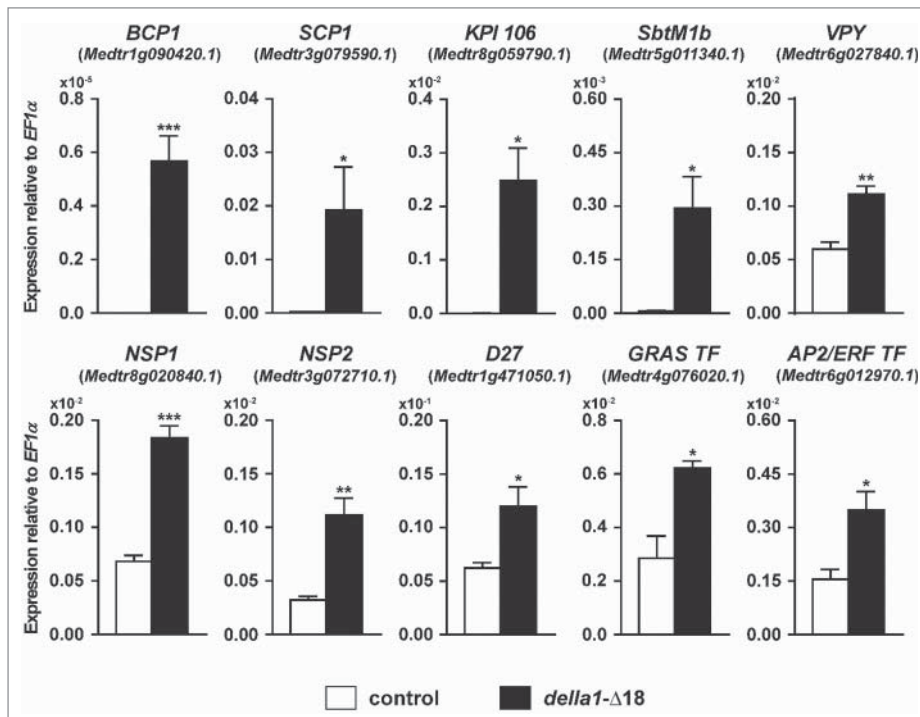 BCP1 SCP1 KPI 106 SbtM1b VPY
(Medtr1g090420.1) (Medtr3g079590.1) (Medtr8g059790.1) (Medtr5g011340.1) (Medtr6g027840.1)
x10-5 x10-2 x10-3 x10-2
0.8 0.04 0.4 0.60 0.20
*** * * * **
0.6 0.03 0.3 0.45 0.15
0.5 0.02 0.2 0.30 0.10
0.2 0.01 0.1 0.15 0.05
0.0 0.00 0.0 0.00 0.00
Expression relative to EF1α
NSP1 NSP2 D27 GRAS TF AP2/ERF TF
(Medtr8g020840.1) (Medtr3g072710.1) (Medtr1g471050.1) (Medtr4g076020.1) (Medtr6g012970.1)
x10-2 x10-2 x10-1 x10-2 x10-2
0.20 0.20 0.20 0.8 0.60
*** ** * * *
0.15 0.15 0.15 0.6 0.45
0.10 0.10 0.10 0.4 0.30
0.05 0.05 0.05 0.2 0.15
0.00 0.00 0.00 0.0 0.00
Expression relative to EF1α
control della1-Δ18